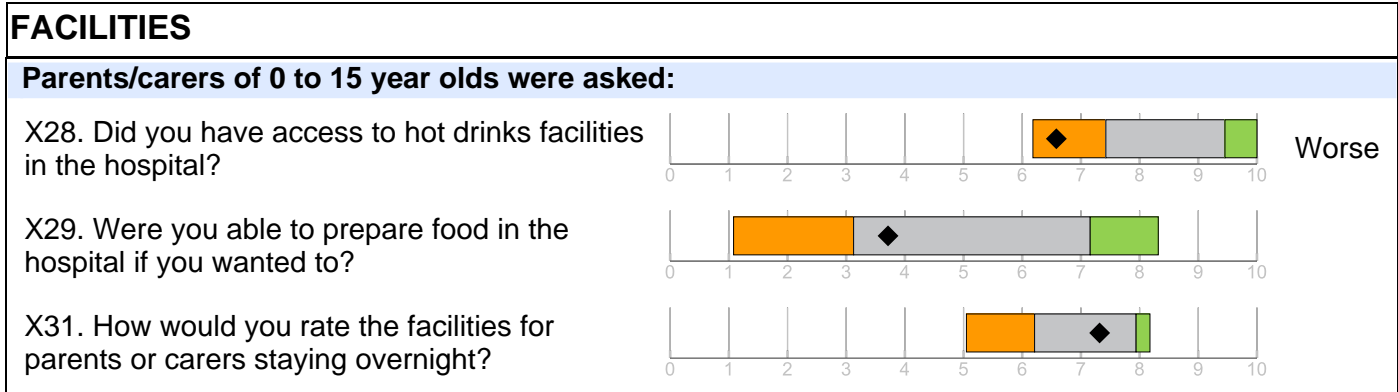 FACILITIES
Parents/carers of 0 to 15 year olds were asked:
X28. Did you have access to hot drinks facilities
in the hospital?
Worse
0 1 2 3 4 5 6 7 8 9 10
X29. Were you able to prepare food in the
hospital if you wanted to?
0 1 2 3 4 5 6 7 8 9 10
X31. How would you rate the facilities for
parents or carers staying overnight?
0 1 2 3 4 5 6 7 8 9 10